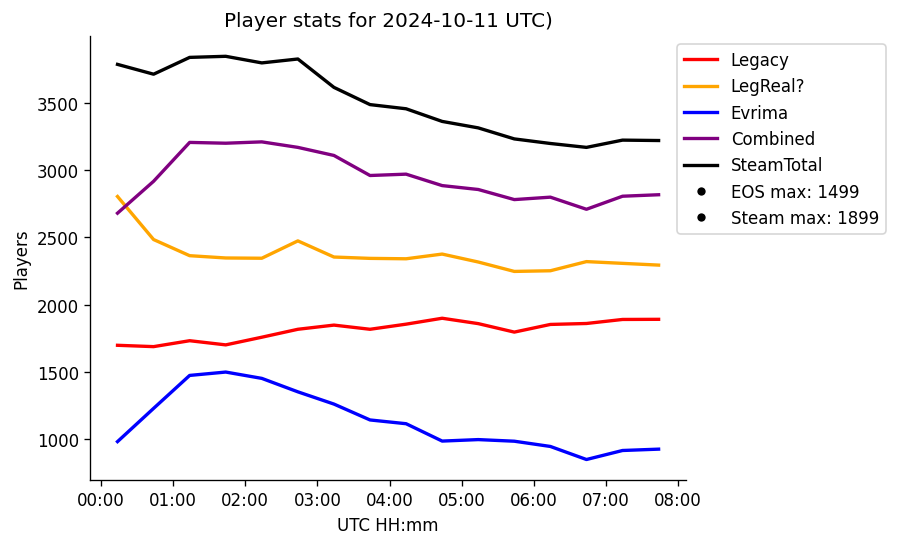 Player stats for 2024-10-11 UTC)
Legacy
LegReal?
Evrima
Combined
SteamTotal
EOS max: 1499
Steam max: 1899
Players
3500
3000
2500
2000
1500
1000
00:00 01:00 02:00 03:00 04:00 05:00 06:00 07:00 08:00
UTC HH:mm